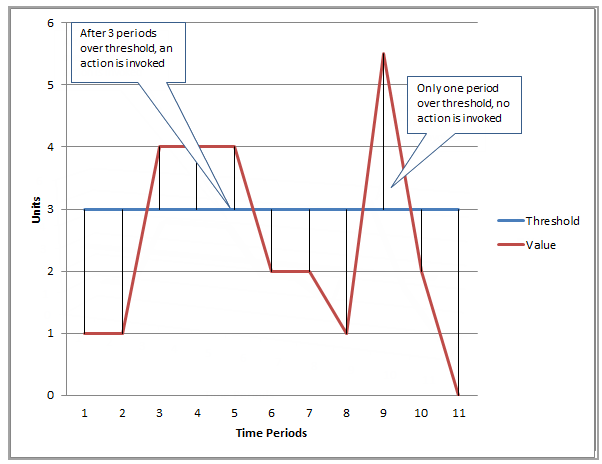 6
After 3 periods
over threshold, an
action is invoked
5
Only one period
over threshold, no
action is invoked
4
3
2
1
0
Units
Threshold
Value
1 2 3 4 5 6 7 8 9 10 11
Time Periods